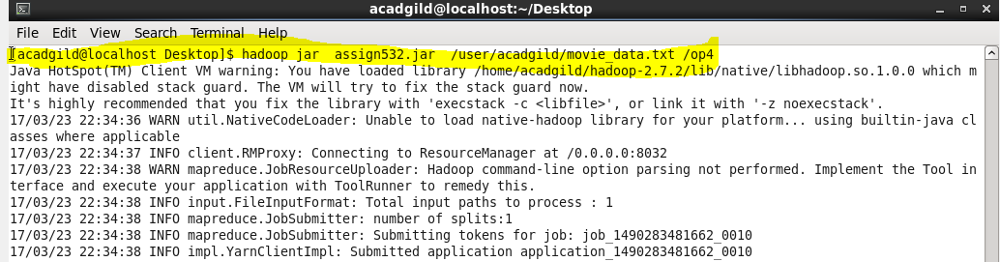 acadgild@localhost:~/Desktop
File Edit View Search Terminal Help
[acadgild@localhost Desktop]$ hadoop jar  assign532.jar  /user/acadgild/movie_data.txt /op4
Java HotSpot(TM) Client VM warning: You have loaded library /home/acadgild/hadoop-2.7.2/lib/native/libhadoop.so.1.0.0 which m
ight have disabled stack guard. The VM will try to fix the stack guard now.
It's highly recommended that you fix the library with 'execstack -c <libfile>', or link it with '-z noexecstack'.
17/03/23 22:34:36 WARN util.NativeCodeLoader: Unable to load native-hadoop library for your platform... using builtin-java cl
asses where applicable
17/03/23 22:34:37 INFO client.RMProxy: Connecting to ResourceManager at /0.0.0.0:8032
17/03/23 22:34:38 WARN mapreduce.JobResourceUploader: Hadoop command-line option parsing not performed. Implement the Tool in
terface and execute your application with ToolRunner to remedy this.
17/03/23 22:34:38 INFO input.FileInputFormat: Total input paths to process : 1
17/03/23 22:34:38 INFO mapreduce.JobSubmitter: number of splits:1
17/03/23 22:34:38 INFO mapreduce.JobSubmitter: Submitting tokens for job: job_1490283481662_0010
17/03/23 22:34:38 INFO impl.YarnClientImpl: Submitted application application_1490283481662_0010